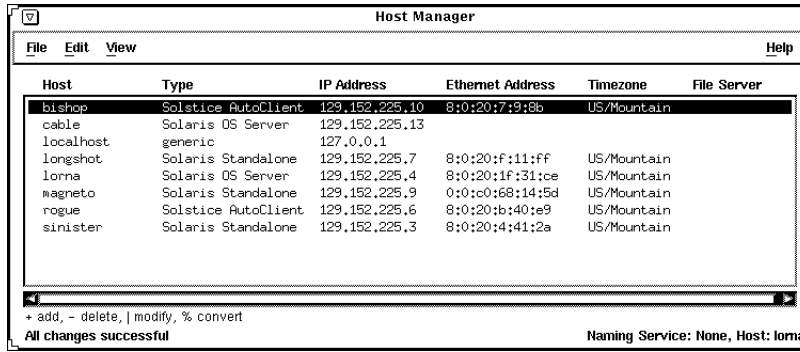 Host Manager
File Edit View Help
Host Type IP Address Ethernet Address Timezone File Server
bishop Solstice AutoClient 129.152.225.10 8:0:20:7:9:8b US/Mountain
cable Solaris OS Server 129.152.225.13
localhost generic 127.0.0.1
longshot Solaris Standalone 129.152.225.7 8:0:20:f:11:ff US/Mountain
lorna Solaris OS Server 129.152.225.4 8:0:20:1f:31:ce US/Mountain
magneto Solaris Standalone 129.152.225.9 0:0:c0:68:14:5d US/Mountain
rogue Solstice AutoClient 129.152.225.6 8:0:20:b:40:e9 US/Mountain
sinister Solaris Standalone 129.152.225.3 8:0:20:4:41:2a US/Mountain
+ add, - delete, | modify, % convert
All changes successful Naming Service: None, Host: lorna